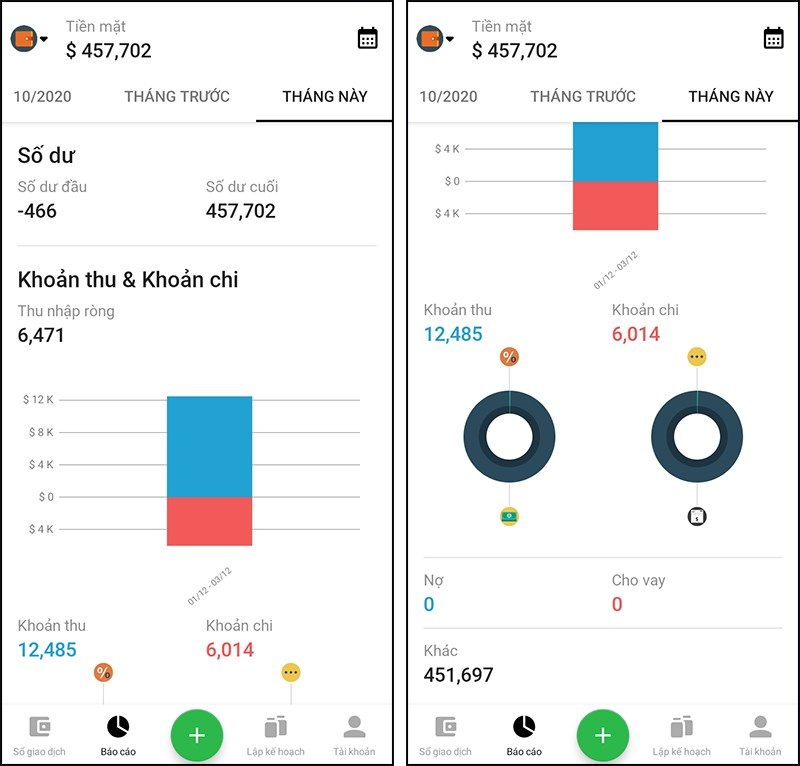 Tiền mặt
$ 457,702
10/2020 THÁNG TRƯỚC THÁNG NÀY
Số dư
Số dư đầu Số dư cuối
-466 457,702
Khoản thu & Khoản chi
Thu nhập ròng
6,471
$ 12 K
$ 8 K
$ 4 K
$ 0
$ 4 K
01/12 - 03/12
Khoản thu Khoản chi
12,485 6,014
%
Sổ giao dịch Báo cáo Lập kế hoạch Tài khoản
Tiền mặt
$ 457,702
10/2020 THÁNG TRƯỚC THÁNG NÀY
$ 4 K
$ 0
$ 4 K
01/12 - 03/12
Khoản thu Khoản chi
12,485 6,014
%
$
Nợ Cho vay
0 0
Khác
451,697
Sổ giao dịch Báo cáo Lập kế hoạch Tài khoản